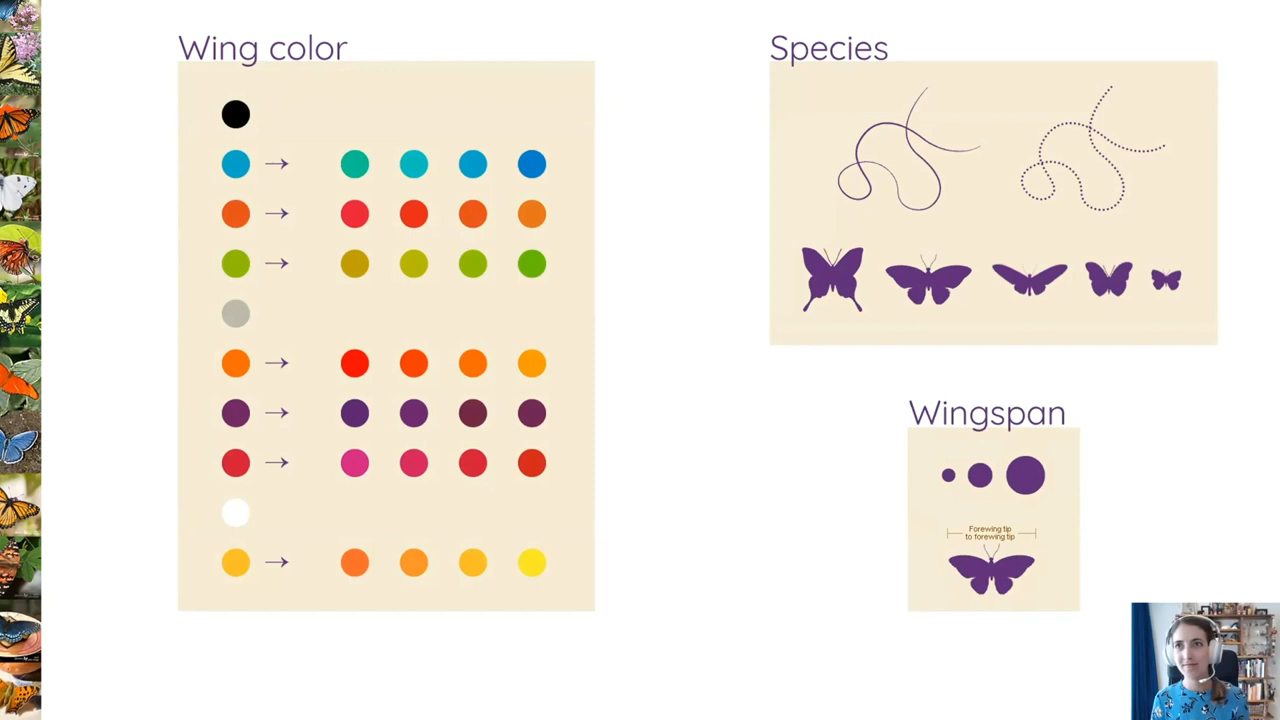 Wing color
Species
Wingspan
Forewing tip
to forewing tip